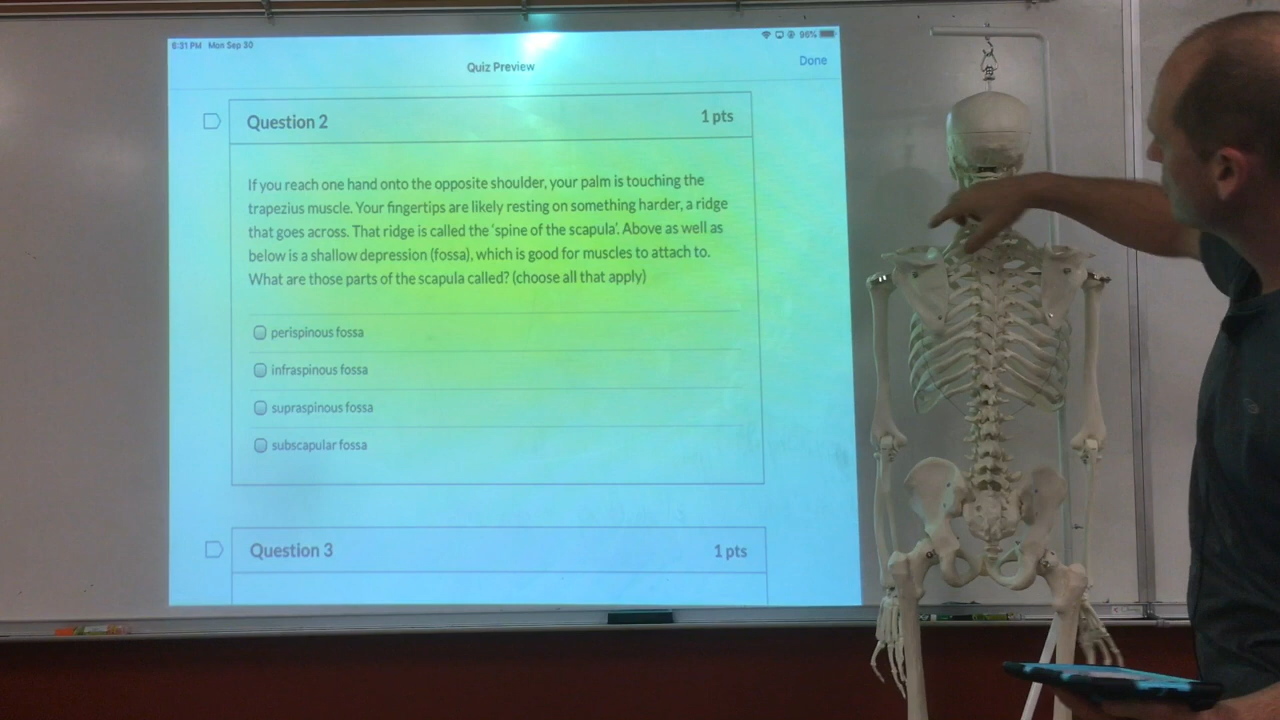 6:31 PM Mon Sep 30
96%
Quiz Preview
Done
Question 2
1 pts
If you reach one hand onto the opposite shoulder, your palm is touching the
trapezius muscle. Your fingertips are likely resting on something harder, a ridge
that goes across. That ridge is called the 'spine of the scapula'. Above as well as
below is a shallow depression (fossa), which is good for muscles to attach to.
What are those parts of the scapula called? (choose all that apply)
perispinous fossa
infraspinous fossa
supraspinous fossa
subscapular fossa
Question 3
1 pts